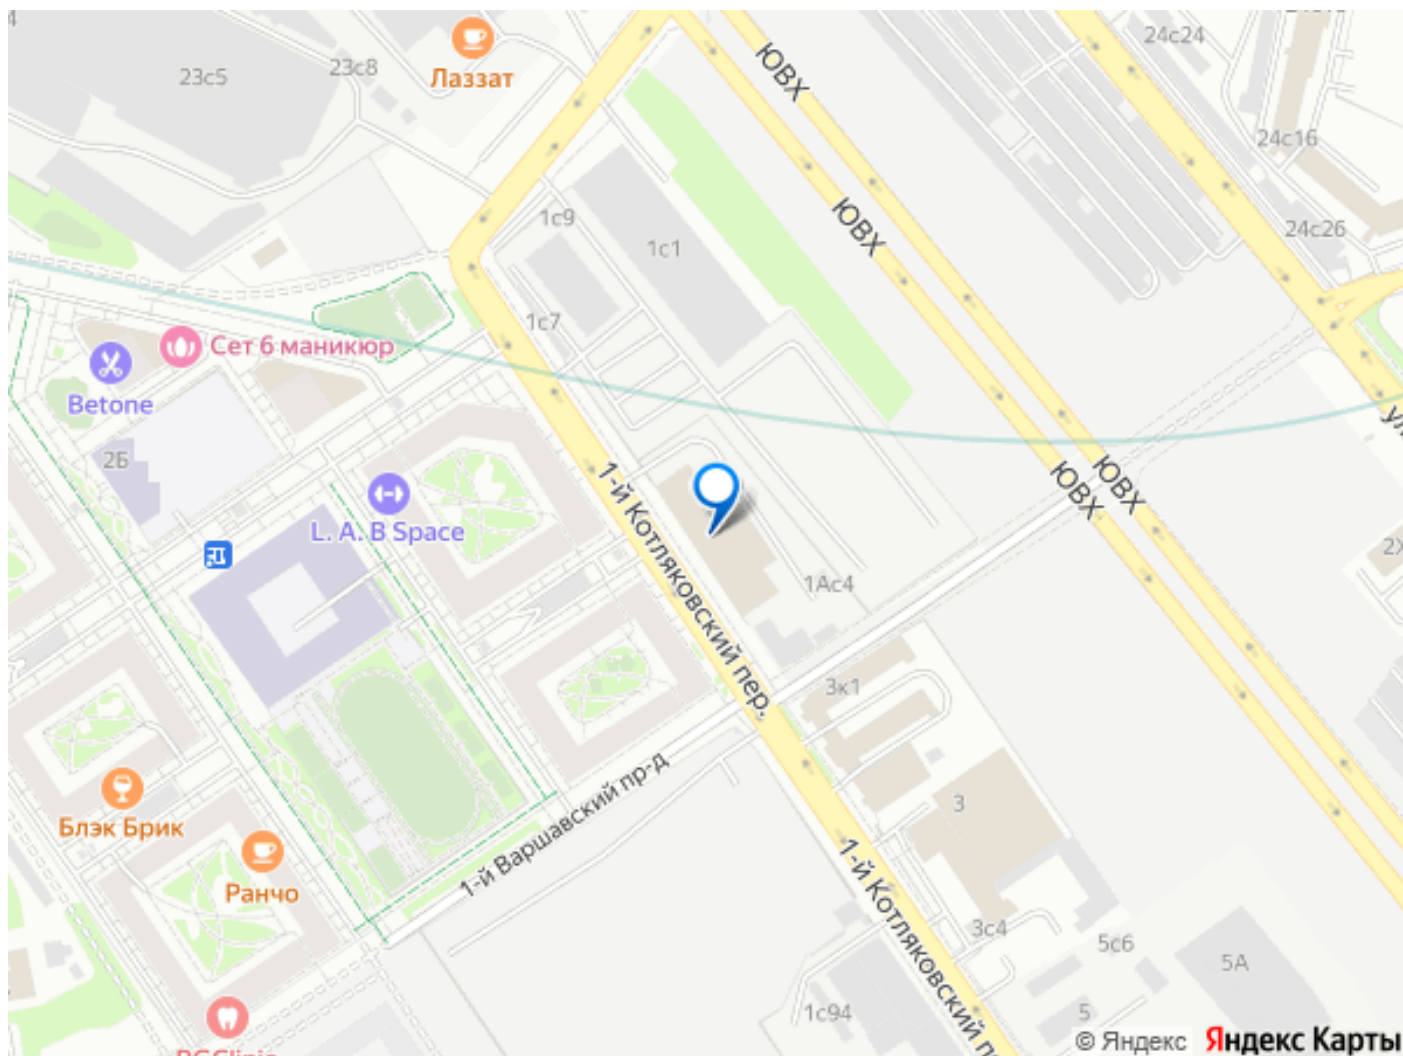 24с24
23с8
23с5
Лаззат
ЮВХ
24с16
1с9
ЮВХ
24с26
1с1
1с7
Сет 6 маникюр
Betone
2Б
ЮВХ
ЮВХ
L. A. B Space
1-й Котляковский пер.
1Ас4
3к1
1-й Варшавский пр-д
3
Блэк Брик
Ранчо
1-й Котляковский п
3с4
5с6
5А
1с94
5
© Яндекс Яндекс Карты